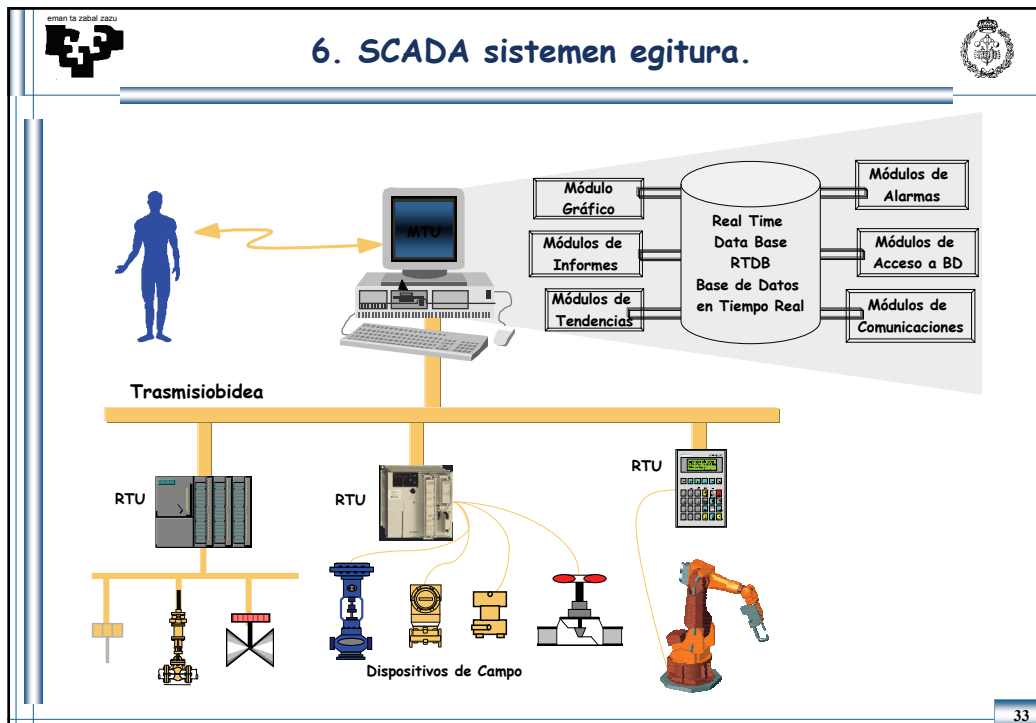 eman ta zabal zazu
6. SCADA sistemen egitura.
MTU
Módulo
Gráfico
Módulos de
Informes
Módulos de
Tendencias
Real Time
Data Base
RTDB
Base de Datos
en Tiempo Real
Módulos de
Alarmas
Módulos de
Acceso a BD
Módulos de
Comunicaciones
Trasmisiobidea
RTU
RTU
RTU
Dispositivos de Campo
33